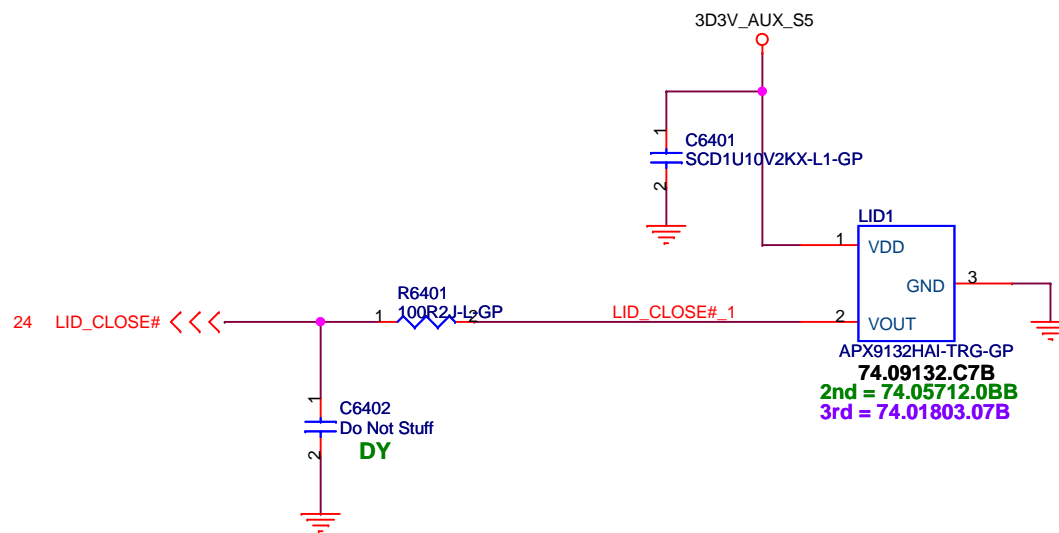 3D3V_AUX_S5
1
C6401
SCD1U10V2KX-L1-GP
2
LID1
1
VDD
GND
3
R6401
100R2J-L-GP
24
LID_CLOSE#
1
2
LID_CLOSE#_1
2
VOUT
APX9132HAI-TRG-GP
74.09132.C7B
2nd = 74.05712.0BB
3rd = 74.01803.07B
1
C6402
Do Not Stuff
DY
2